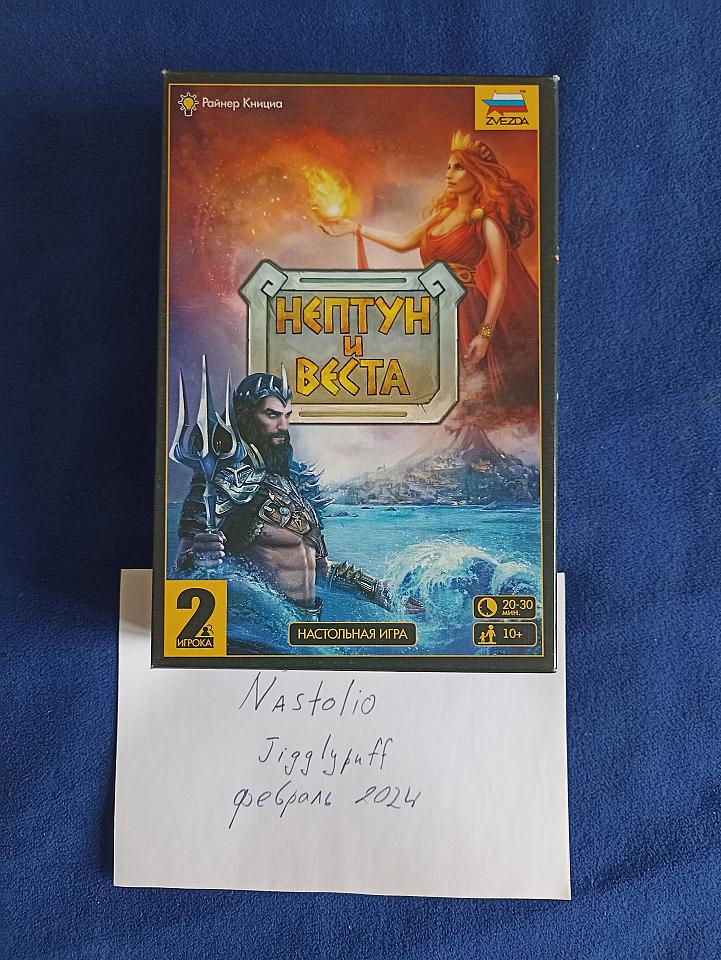 Райнер Книциа
ZVEZDA
НЕПТУН
И
ВЕСТА
2
ИГРОКА
НАСТОЛЬНАЯ ИГРА
20-30
МИН.
10+
Nastolio
Jigglypuff
февраль 2024